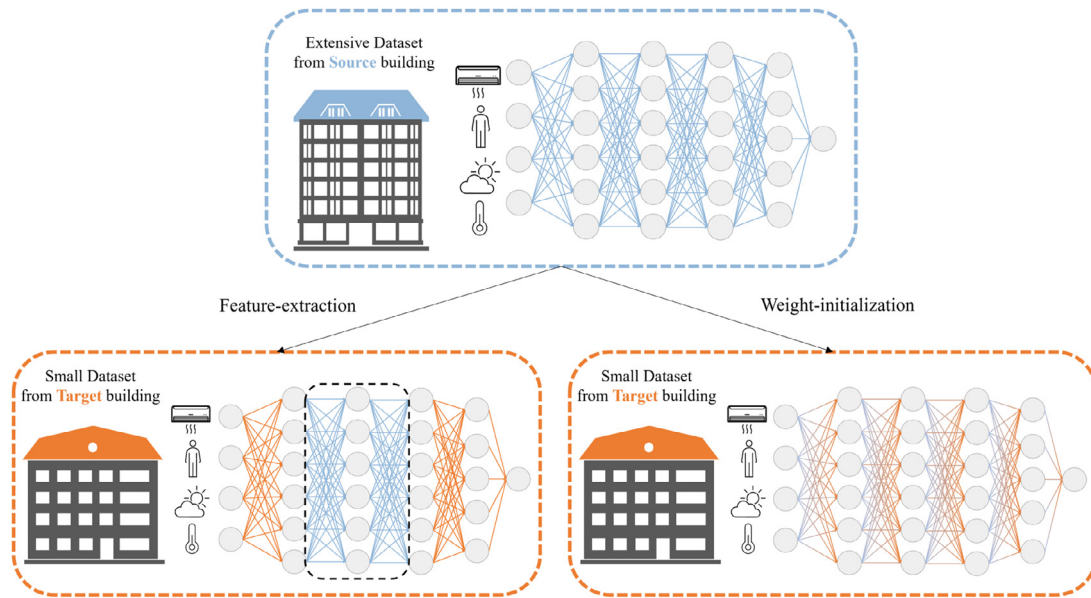 Extensive Dataset
from Source building
Feature-extraction
Weight-initialization
Small Dataset
from Target building
Small Dataset
from Target building